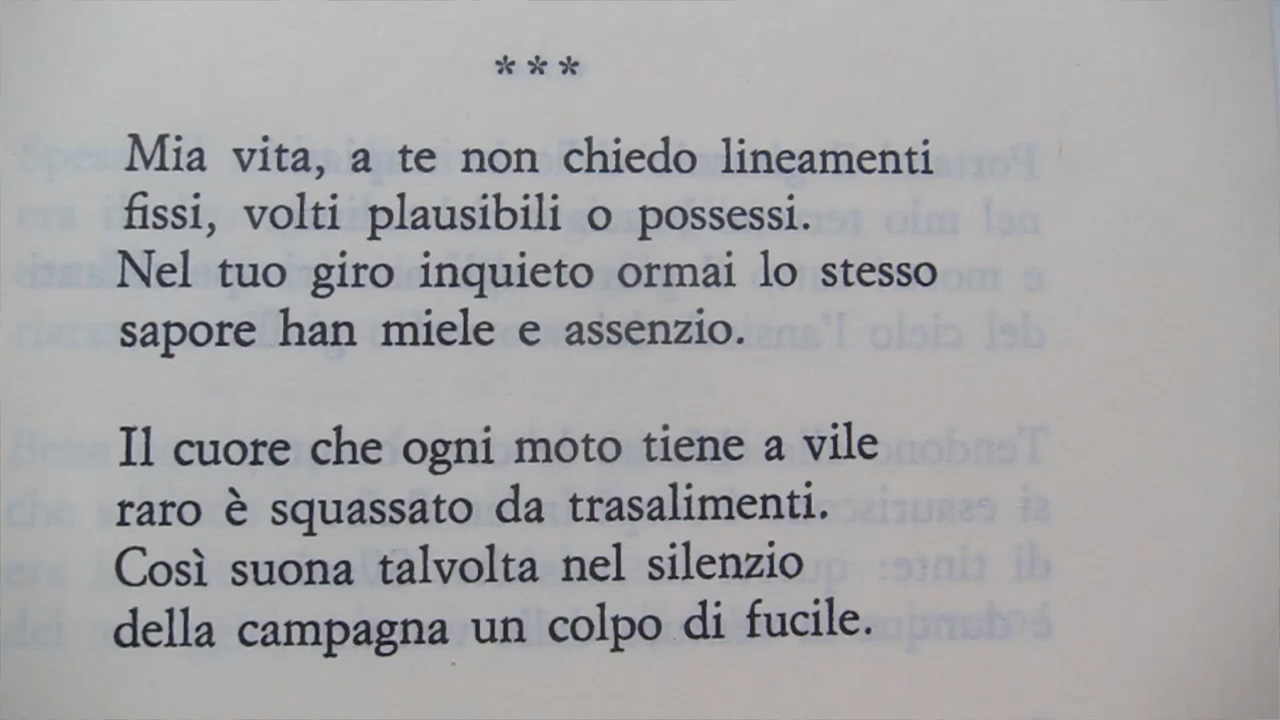 ***
Mia vita, a te non chiedo lineamenti
fissi, volti plausibili o possessi.
Nel tuo giro inquieto ormai lo stesso
sapore han miele e assenzio.
Il cuore che ogni moto tiene a vile
raro è squassato da trasalimenti.
Così suona talvolta nel silenzio
della campagna un colpo di fucile.